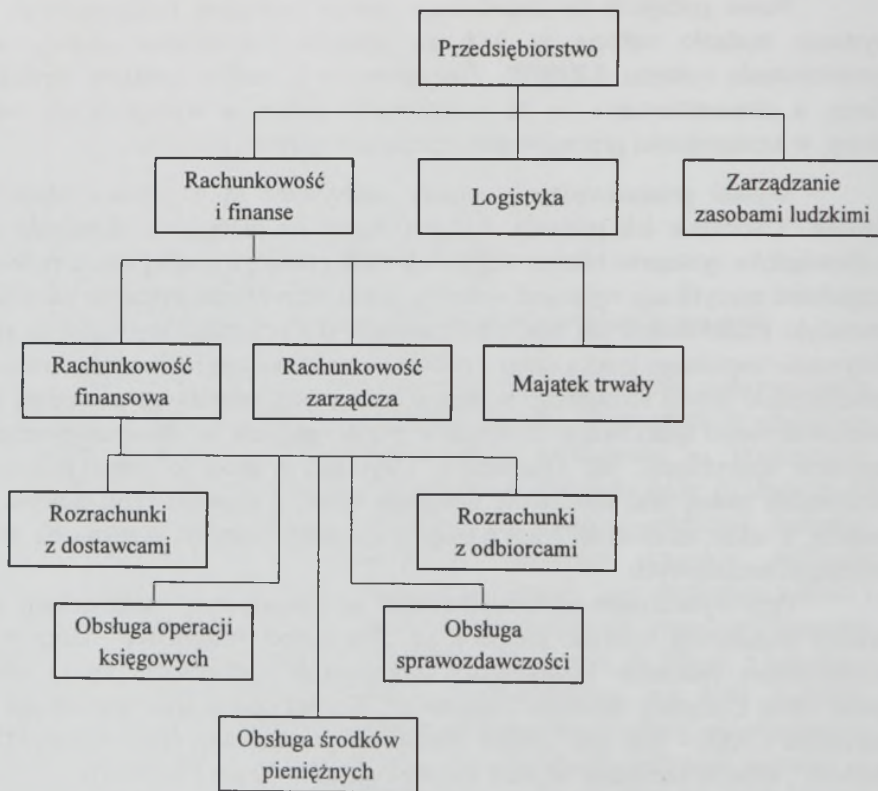 Przedsiębiorstwo
Rachunkowość
i finanse
Logistyka
Zarządzanie
zasobami ludzkimi
Rachunkowość
finansowa
Rachunkowość
zarządcza
Majątek trwały
Rozrachunki
z dostawcami
Rozrachunki
z odbiorcami
Obsługa operacji
księgowych
Obsługa
sprawozdawczości
Obsługa środków
pieniężnych